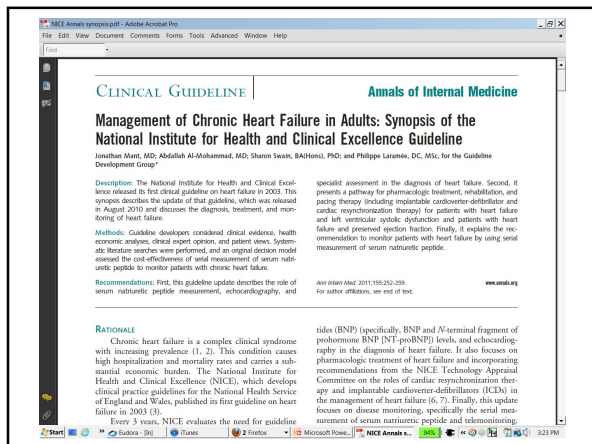 NICE Annals synopsis.pdf - Adobe Acrobat Pro
File Edit View Document Comments Forms Tools Advanced Window Help
Find
CLINICAL GUIDELINE
Annals of Internal Medicine
Management of Chronic Heart Failure in Adults: Synopsis of the
National Institute for Health and Clinical Excellence Guideline
Jonathan Mant, MD; Abdallah Al-Mohammad, MD; Sharon Swain, BA(Hons), PhD; and Philippe Laramée, DC, MSc, for the Guideline
Development Group*
Description: The National Institute for Health and Clinical Excel-
lence released its first clinical guideline on heart failure in 2003. This
synopsis describes the update of that guideline, which was released
in August 2010 and discusses the diagnosis, treatment, and mon-
itoring of heart failure.
Methods: Guideline developers considered clinical evidence, health
economic analyses, clinical expert opinion, and patient views. System-
atic literature searches were performed, and an original decision model
assessed the cost-effectiveness of serial measurement of serum natri-
uretic peptide to monitor patients with chronic heart failure.
Recommendations: First, this guideline update describes the role of
serum natriuretic peptide measurement, echocardiography, and
specialist assessment in the diagnosis of heart failure. Second, it
presents a pathway for pharmacologic treatment, rehabilitation, and
pacing therapy (including implantable cardioverter-defibrillator and
cardiac resynchronization therapy) for patients with heart failure
and left ventricular systolic dysfunction and patients with heart
failure and preserved ejection fraction. Finally, it explains the rec-
ommendation to monitor patients with heart failure by using serial
measurement of serum natriuretic peptide.
Ann Intern Med. 2011;155:252-259.
www.annals.org
For author affiliations, see end of text.
RATIONALE
Chronic heart failure is a complex clinical syndrome
with increasing prevalence (1, 2). This condition causes
high hospitalization and mortality rates and carries a sub-
stantial economic burden. The National Institute for
Health and Clinical Excellence (NICE), which develops
clinical practice guidelines for the National Health Service
of England and Wales, published its first guideline on heart
failure in 2003 (3).
Every 3 years, NICE evaluates the need for guideline
tides (BNP) (specifically, BNP and N-terminal fragment of
prohormone BNP [NT-proBNP]) levels, and echocardiog-
raphy in the diagnosis of heart failure. It also focuses on
pharmacologic treatment of heart failure and incorporating
recommendations from the NICE Technology Appraisal
Committee on the roles of cardiac resynchronization ther-
apy and implantable cardioverter-defibrillators (ICDs) in
the management of heart failure (6, 7). Finally, this update
focuses on disease monitoring, specifically the serial mea-
surement of serum natriuretic peptide and telemonitoring.
Start Eudora - [In] iTunes 2 Firefox Microsoft Powe... NICE Annals s... 94% 3:23 PM